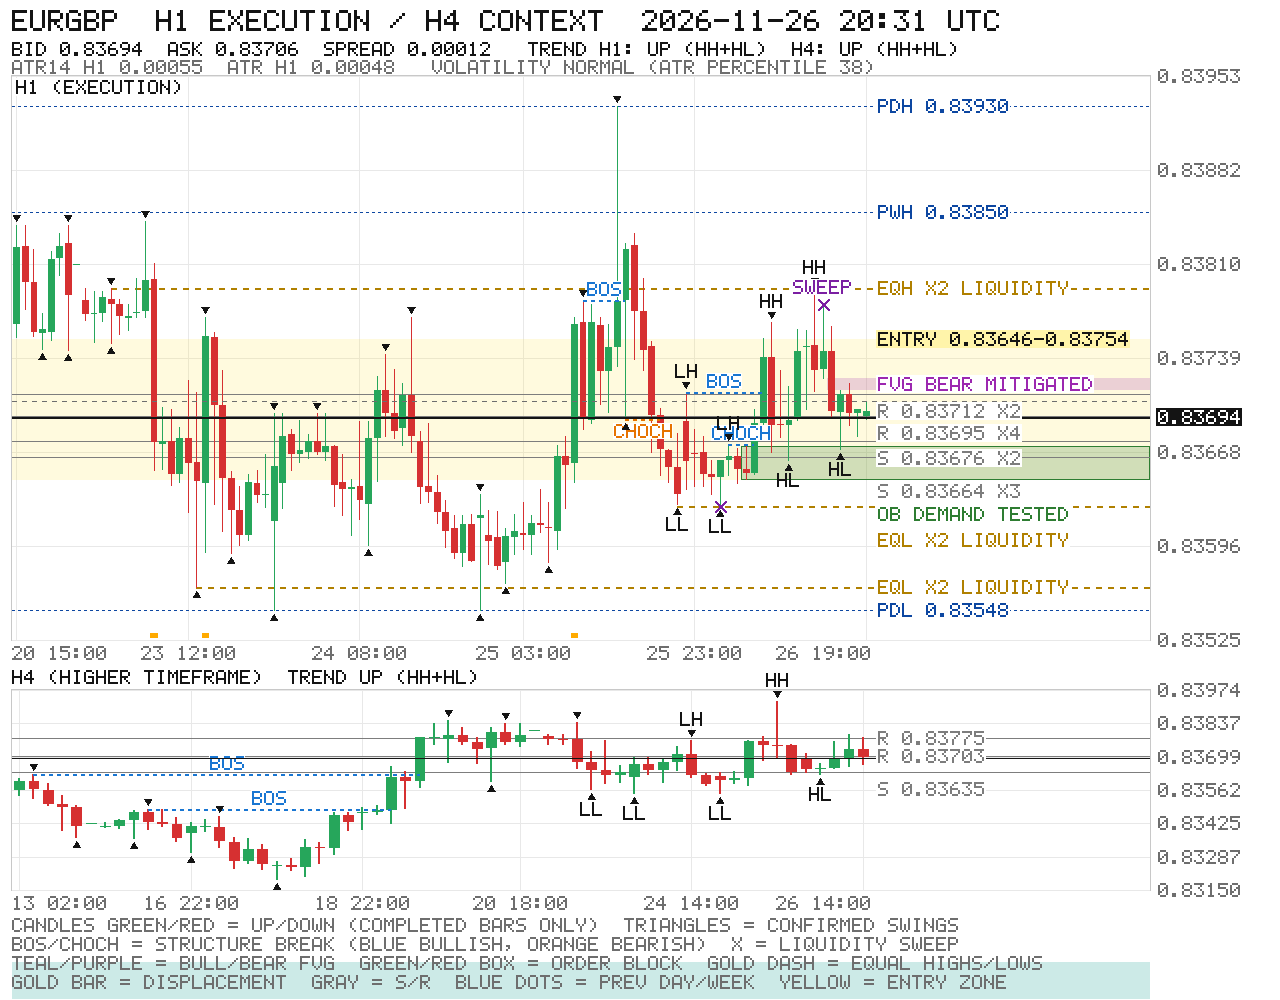 EURGBP  H1 EXECUTION / H4 CONTEXT  2026-11-26 20:31 UTC
BID 0.83694  ASK 0.83706  SPREAD 0.00012   TREND H1: UP (HH+HL)  H4: UP (HH+HL)
ATR14 H1 0.00055  ATR H1 0.00048   VOLATILITY NORMAL (ATR PERCENTILE 38)
H1 (EXECUTION)
0.83953
PDH 0.83930
0.83882
PWH 0.83850
0.83810
HH
SWEEP
BOS
EQH X2 LIQUIDITY
HH
ENTRY 0.83646-0.83754
0.83739
LH
BOS
FVG BEAR MITIGATED
R 0.83712 X2
0.83694
LH
CHOCH
CHOCH
R 0.83695 X4
0.83668
S 0.83676 X2
HL
HL
S 0.83664 X3
OB DEMAND TESTED
LL
LL
EQL X2 LIQUIDITY
0.83596
EQL X2 LIQUIDITY
PDL 0.83548
0.83525
20 15:00
23 12:00
24 08:00
25 03:00
25 23:00
26 19:00
H4 (HIGHER TIMEFRAME)  TREND UP (HH+HL)
HH
0.83974
LH
0.83837
R 0.83775
BOS
R 0.83703
0.83699
BOS
HL
S 0.83635
0.83562
LL
LL
LL
0.83425
0.83287
0.83150
13 02:00
16 22:00
18 22:00
20 18:00
24 14:00
26 14:00
CANDLES GREEN/RED = UP/DOWN (COMPLETED BARS ONLY)  TRIANGLES = CONFIRMED SWINGS
BOS/CHOCH = STRUCTURE BREAK (BLUE BULLISH, ORANGE BEARISH)  X = LIQUIDITY SWEEP
TEAL/PURPLE = BULL/BEAR FVG  GREEN/RED BOX = ORDER BLOCK  GOLD DASH = EQUAL HIGHS/LOWS
GOLD BAR = DISPLACEMENT  GRAY = S/R  BLUE DOTS = PREV DAY/WEEK  YELLOW = ENTRY ZONE